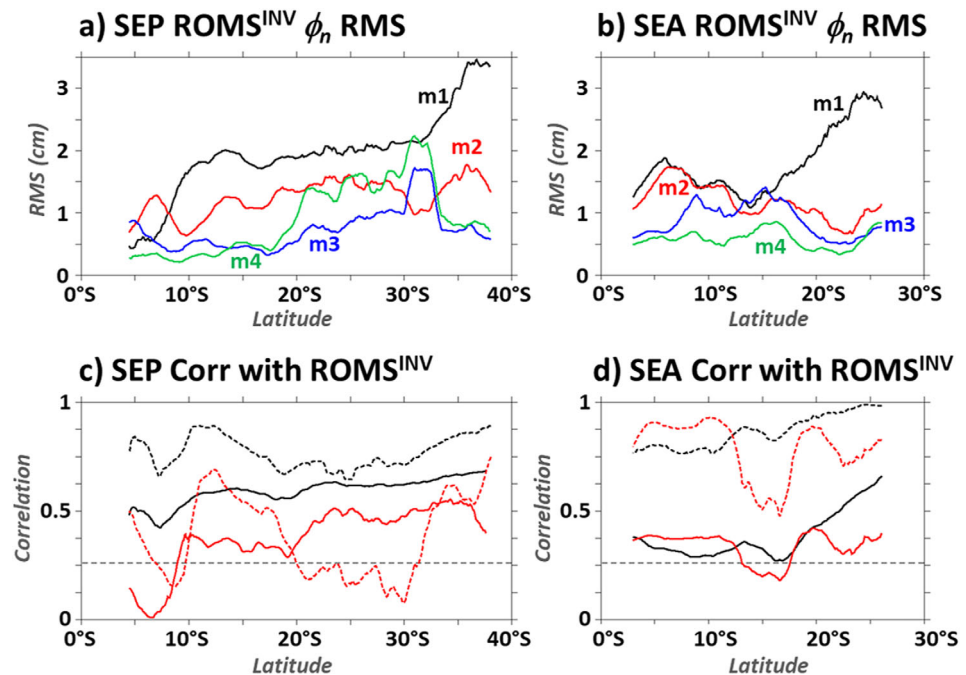 a) SEP ROMS^INV ϕn RMS
RMS (cm)
3
2
1
0
m1
m2
m3
m4
0°S 10°S 20°S 30°S 40°S
Latitude
b) SEA ROMS^INV ϕn RMS
RMS (cm)
3
2
1
0
m1
m2
m3
m4
0°S 10°S 20°S 30°S
Latitude
c) SEP Corr with ROMS^INV
Correlation
1
0.5
0
0°S 10°S 20°S 30°S 40°S
Latitude
d) SEA Corr with ROMS^INV
Correlation
1
0.5
0
0°S 10°S 20°S 30°S
Latitude